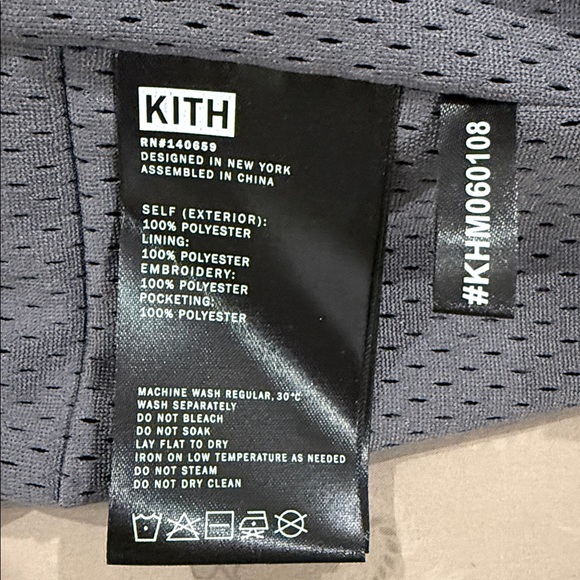 KITH
RN#140659
DESIGNED IN NEW YORK
ASSEMBLED IN CHINA
SELF (EXTERIOR):
100% POLYESTER
LINING:
100% POLYESTER
EMBROIDERY:
100% POLYESTER
POCKETING:
100% POLYESTER
MACHINE WASH REGULAR, 30°C
WASH SEPARATELY
DO NOT BLEACH
DO NOT SOAK
LAY FLAT TO DRY
IRON ON LOW TEMPERATURE AS NEEDED
DO NOT STEAM
DO NOT DRY CLEAN
#KHM060108